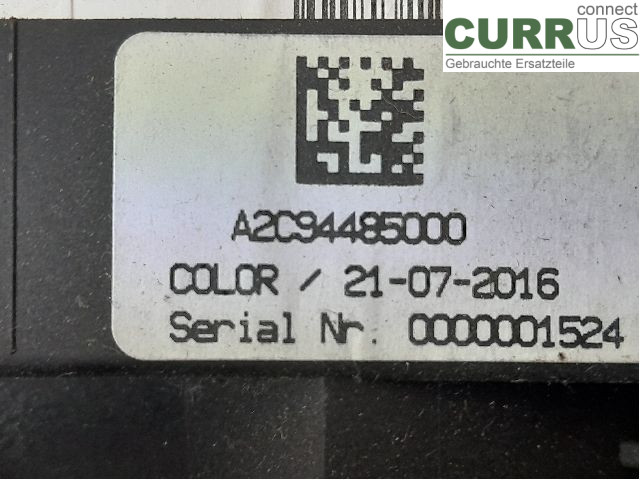 connect
CURRUS
Gebrauchte Ersatzteile
A2C94485000
COLOR / 21-07-2016
Serial Nr. 0000001524